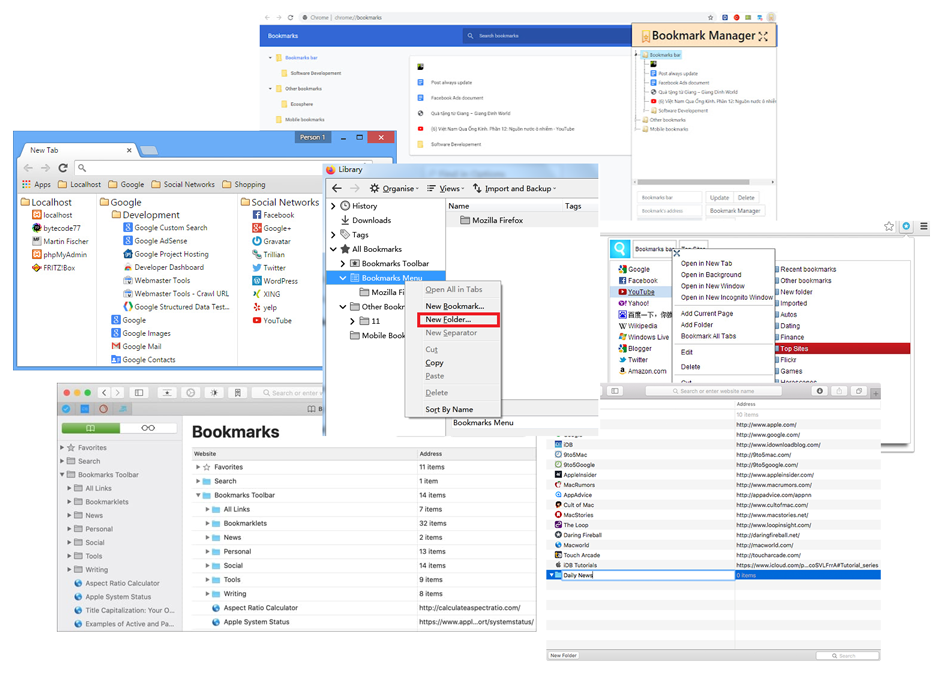 Chrome | chrome://bookmarks
Bookmarks
Search bookmarks
Bookmarks bar
Software Developement
Other bookmarks
Ecosphere
Mobile bookmarks
Post always update
Facebook Ads document
Quà tặng từ Giang – Giang Đinh World
(6) Việt Nam Qua Ống Kính. Phần 12: Nguồn nước ô nhiễm - YouTube
Software Developement
Bookmark Manager
Bookmarks bar
Post always update
Facebook Ads document
Quà tặng từ Giang – Giang Đinh World
(6) Việt Nam Qua Ống Kính. Phần 12: Nguồn nước ô nhiễm
Software Developement
Other bookmarks
Mobile bookmarks
Bookmarks bar
Update
Delete
Bookmark's address
Bookmark Manager
Person 1
New Tab
Apps
Localhost
Google
Social Networks
Shopping
Localhost
localhost
bytecode77
Martin Fischer
phpMyAdmin
FRITZ!Box
Google
Development
Google Custom Search
Google AdSense
Google Project Hosting
Developer Dashboard
Webmaster Tools
Webmaster Tools - Crawl URL
Google Structured Data Test...
Google
Google Images
Google Mail
Google Contacts
Social Networks
Facebook
Google+
Gravatar
Trillian
Twitter
WordPress
XING
yelp
YouTube
Library
Organise
Views
Import and Backup
History
Downloads
Tags
All Bookmarks
Bookmarks Toolbar
Bookmarks Menu
Mozilla Fi
Other Book
11
Mobile Book
Name
Tags
Mozilla Firefox
Open All in Tabs
New Bookmark...
New Folder...
New Separator
Cut
Copy
Paste
Delete
Sort By Name
Bookmarks Menu
Bookmarks bar
Top Sites
Google
Facebook
YouTube
Yahoo!
百度一下，你
Wikipedia
Windows Live
Blogger
Twitter
Amazon.com
Open in New Tab
Open in Background
Open in New Window
Open in New Incognito Window
Add Current Page
Add Folder
Bookmark All Tabs
Edit
Delete
Cut
Recent bookmarks
Other bookmarks
New folder
Imported
Autos
Dating
Finance
Top Sites
Flickr
Games
Horoscopes
Search or en
B
Favorites
Search
Bookmarks Toolbar
All Links
Bookmarklets
News
Personal
Social
Tools
Writing
Aspect Ratio Calculator
Apple System Status
Title Capitalization: Your O...
Examples of Active and Pa...
Bookmarks
Website
Address
Favorites
11 items
Search
1 item
Bookmarks Toolbar
14 items
All Links
7 items
Bookmarklets
32 items
News
2 items
Personal
13 items
Social
14 items
Tools
9 items
Writing
8 items
Aspect Ratio Calculator
http://calculateaspectratio.com/
Apple System Status
https://www.appl...ort/systemstatus/
Search or enter website name
Address
10 items
http://www.apple.com/
Google
http://www.google.com/
iDB
http://www.idownloadblog.com/
9to5Mac
http://9to5mac.com/
9to5Google
http://9to5google.com/
AppleInsider
http://www.appleinsider.com/
MacRumors
http://www.macrumors.com/
AppAdvice
http://appadvice.com/appnn
Cult of Mac
http://www.cultofmac.com/
MacStories
http://www.macstories.net/
The Loop
http://www.loopinsight.com/
Daring Fireball
http://daringfireball.net/
Macworld
http://macworld.com/
Touch Arcade
http://toucharcade.com/
iDB Tutorials
https://www.icloud.com/p...coSVLFrrA#Tutorial_series
Daily News
0 items
New Folder
Search